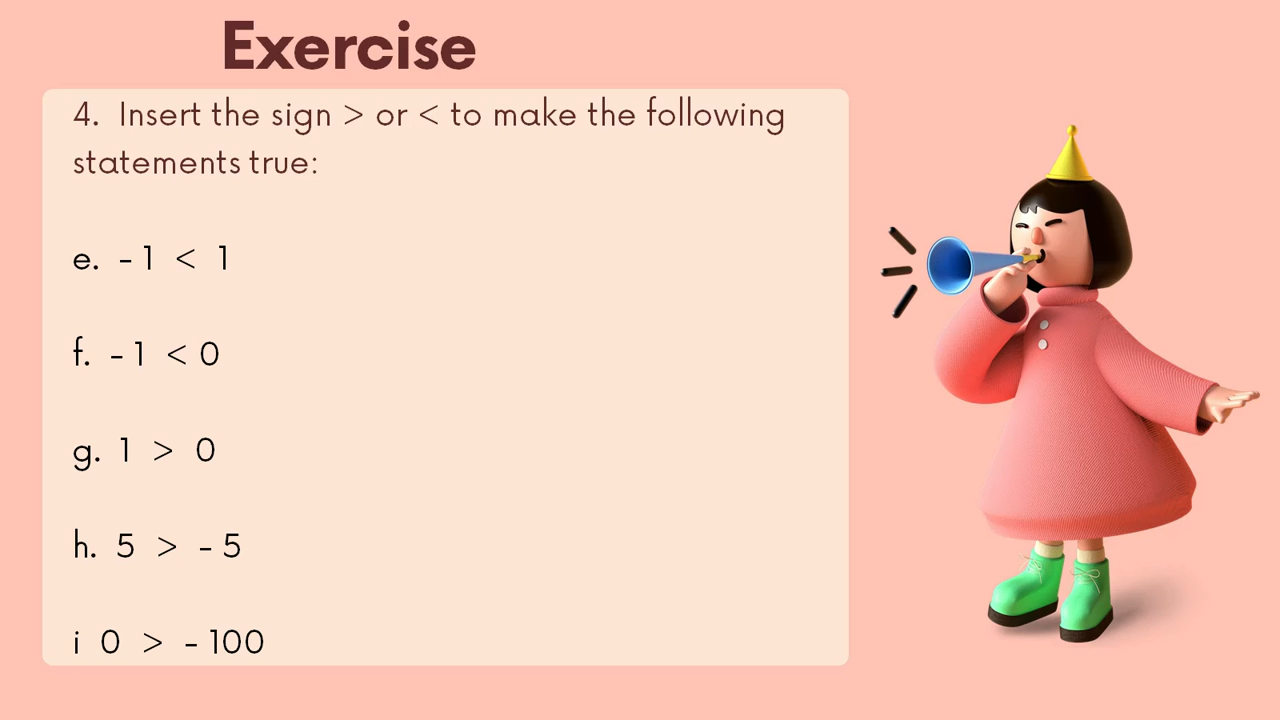 Exercise
4. Insert the sign > or < to make the following
statements true:
e. - 1 < 1
f. - 1 < 0
g. 1 > 0
h. 5 > - 5
i 0 > - 100